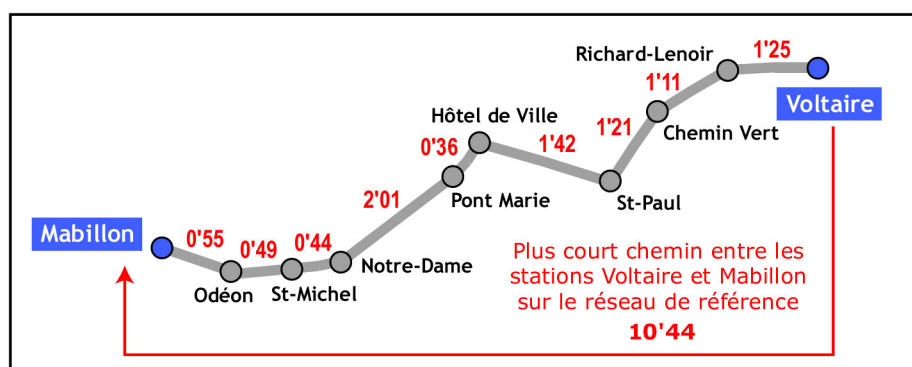 Richard-Lenoir
1'25
Voltaire
1'11
Hôtel de Ville
1'21
Chemin Vert
0'36
1'42
2'01
Pont Marie
St-Paul
Mabillon
0'55
0'49
0'44
Notre-Dame
Odéon
St-Michel
Plus court chemin entre les
stations Voltaire et Mabillon
sur le réseau de référence
10'44